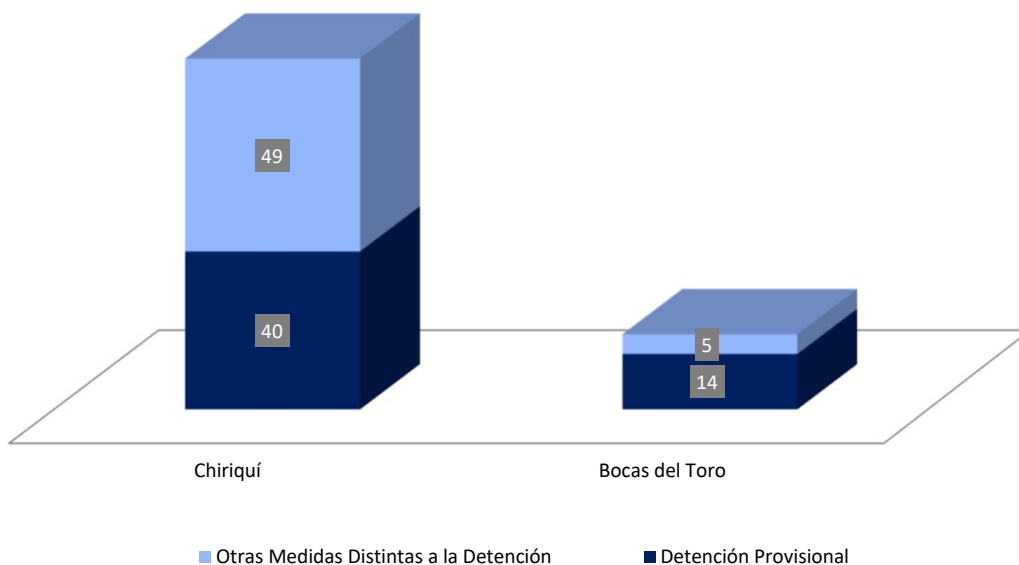 49
40
5
14
Chiriquí
Bocas del Toro
Otras Medidas Distintas a la Detención
Detención Provisional